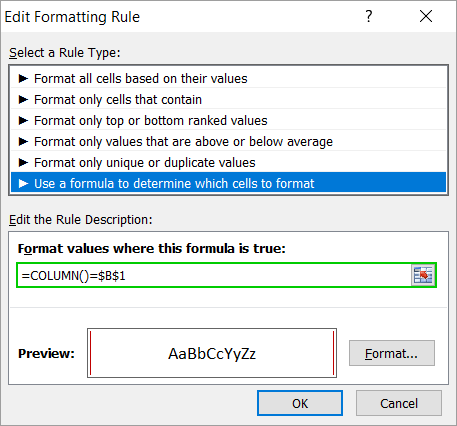 Edit Formatting Rule
Select a Rule Type:
► Format all cells based on their values
► Format only cells that contain
► Format only top or bottom ranked values
► Format only values that are above or below average
► Format only unique or duplicate values
► Use a formula to determine which cells to format
Edit the Rule Description:
Format values where this formula is true:
=COLUMN()=$B$1
Preview:
AaBbCcYyZz
Format...
OK
Cancel